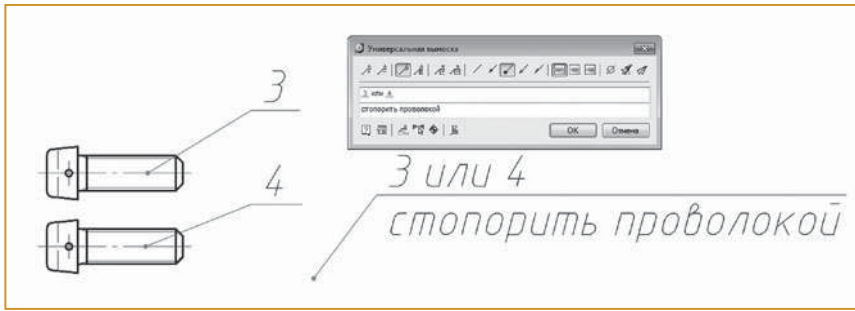 Универсальная выноска
3 или 4
стопорить проволокой
OK
Отмена
3
4
3 или 4
стопорить проволокой